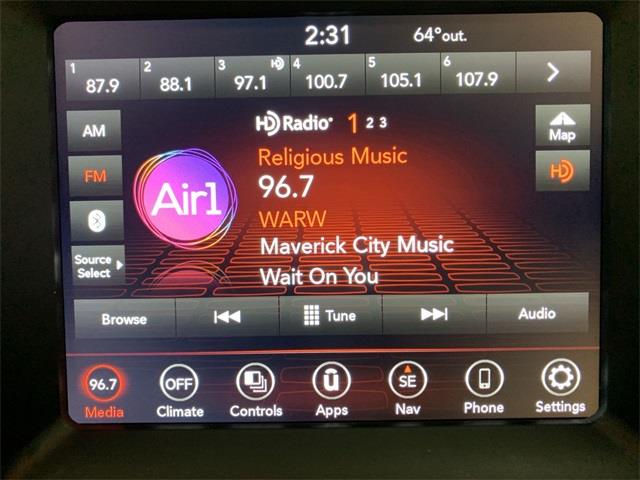 2:31 64°out.
1 87.9 2 88.1 3 97.1 HD 4 100.7 5 105.1 6 107.9
AM
HD Radio 1 2 3
Map
FM
Religious Music
HD
Air1
96.7
WARW
Source Select
Maverick City Music
Wait On You
Browse Tune Audio
96.7 OFF ü SE
Media Climate Controls Apps Nav Phone Settings